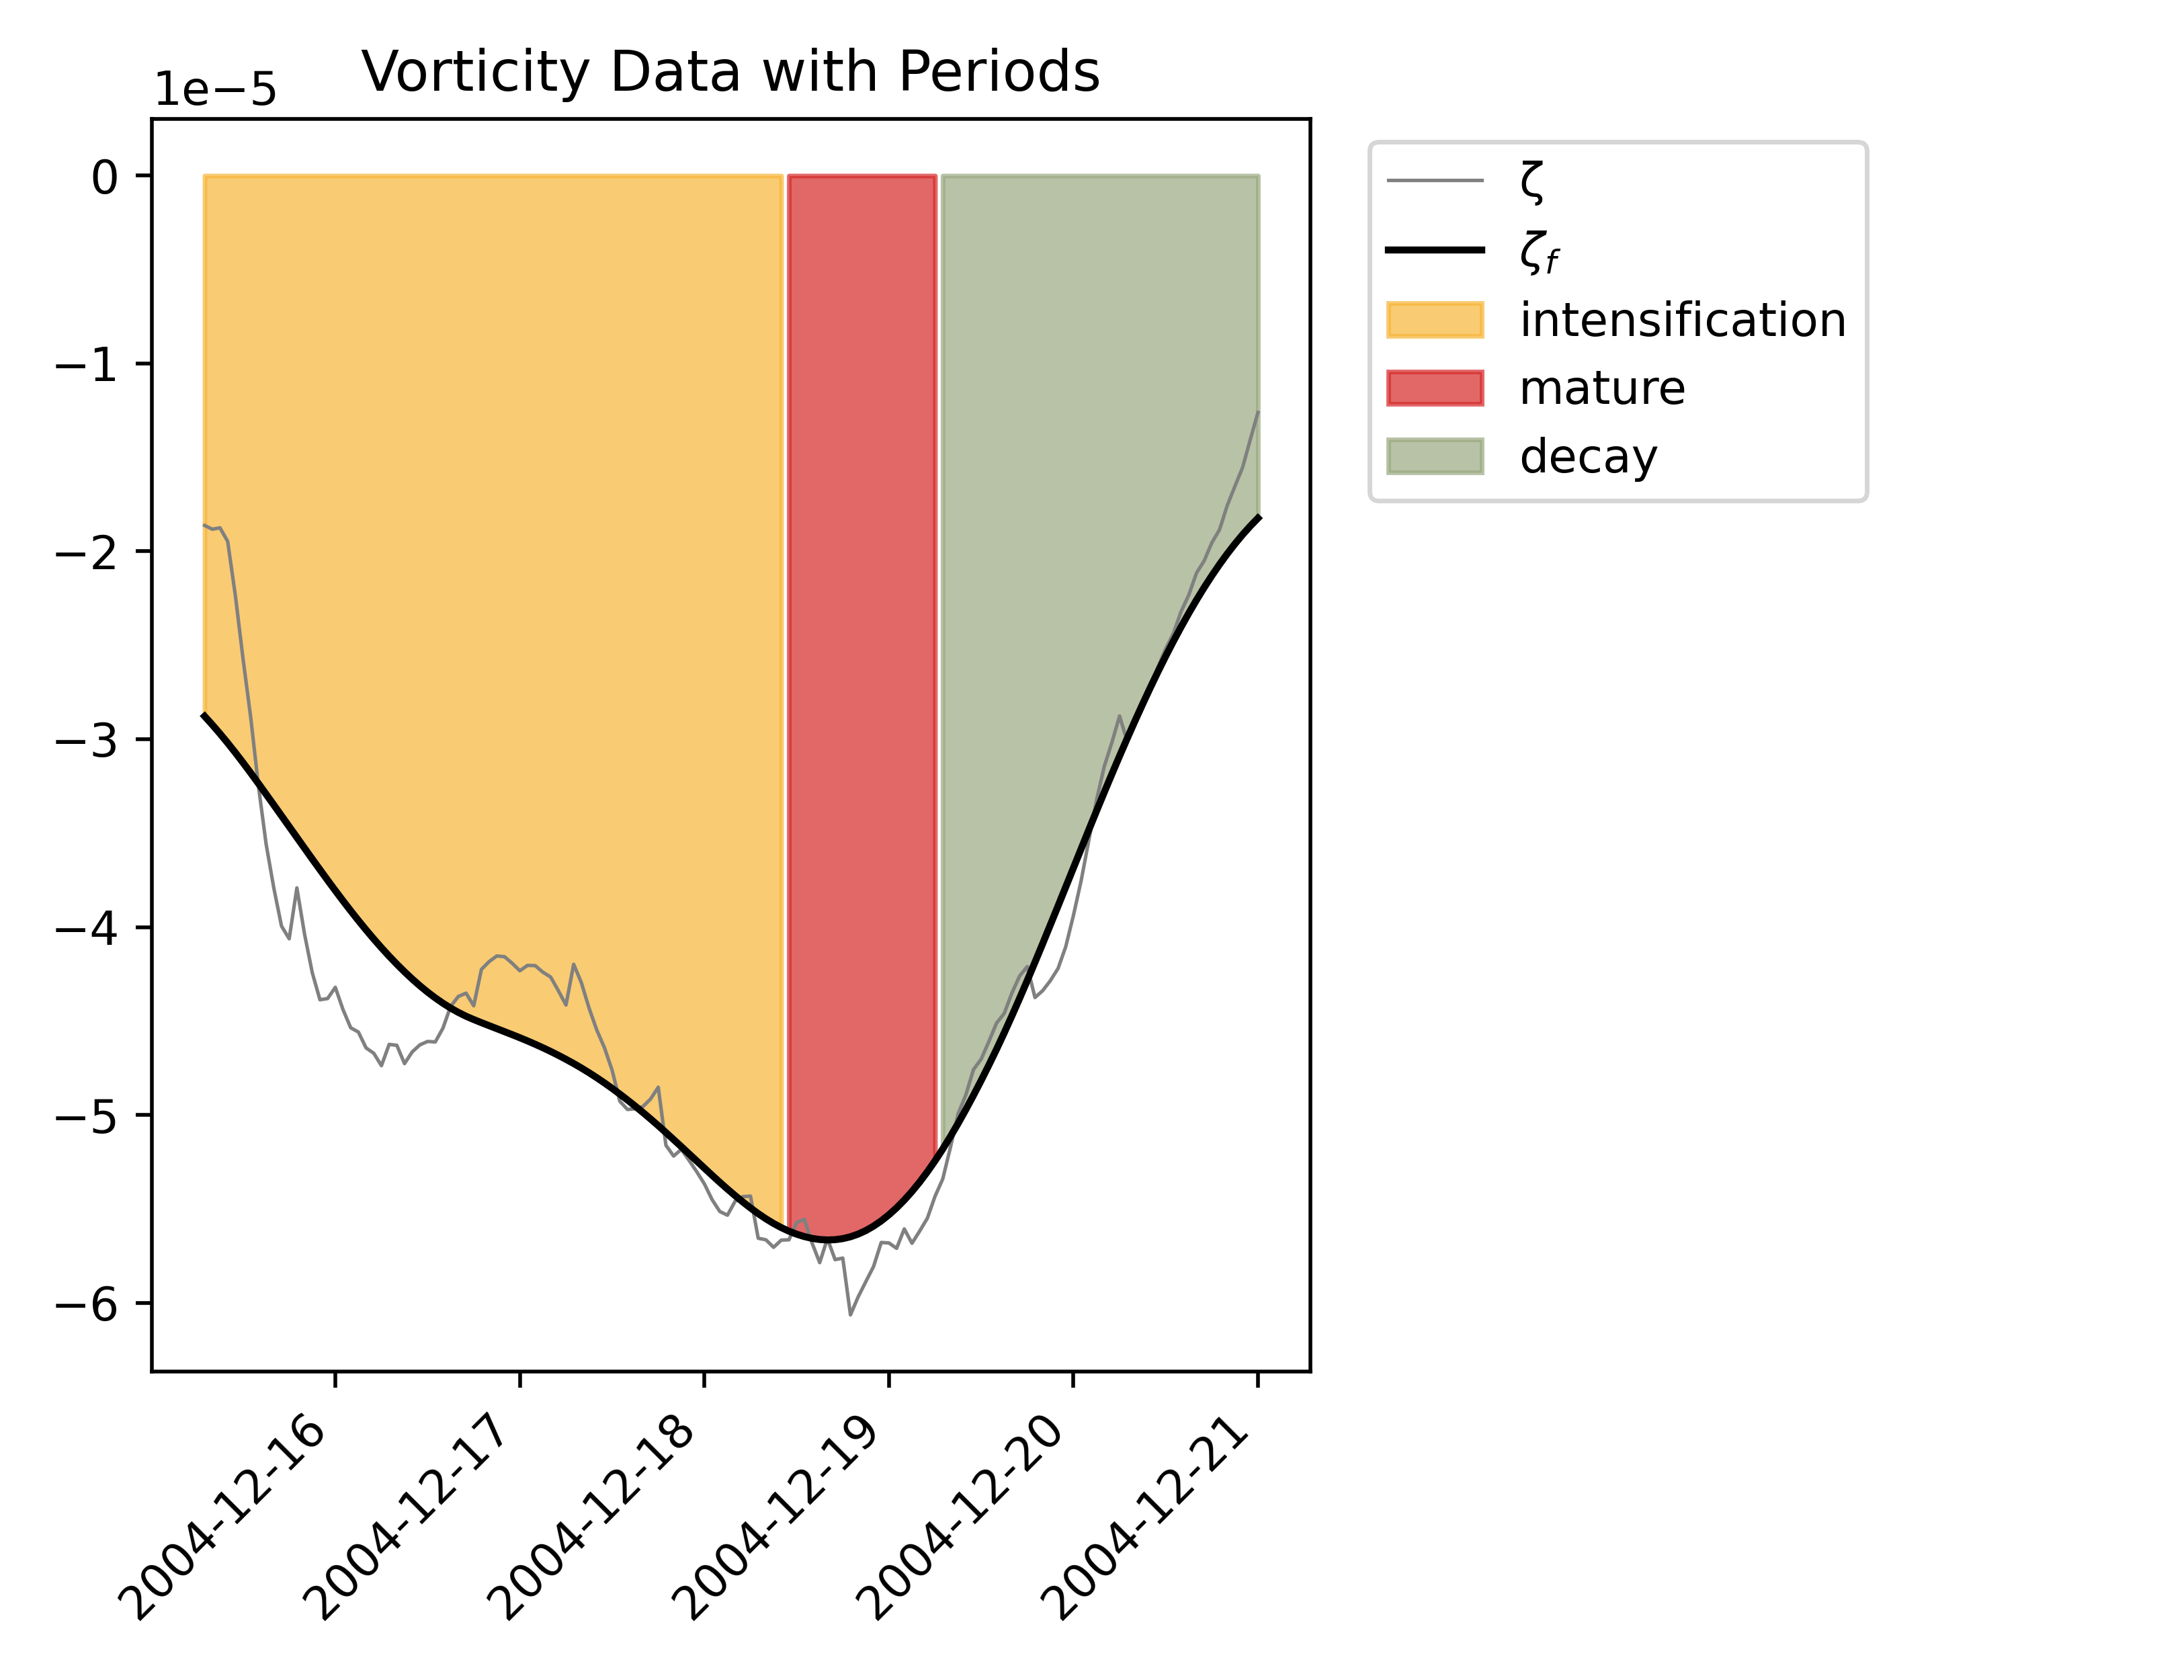 Vorticity Data with Periods
1e−5
0
−1
−2
−3
−4
−5
−6
2004-12-16
2004-12-17
2004-12-18
2004-12-19
2004-12-20
2004-12-21
ζ
ζf
intensification
mature
decay